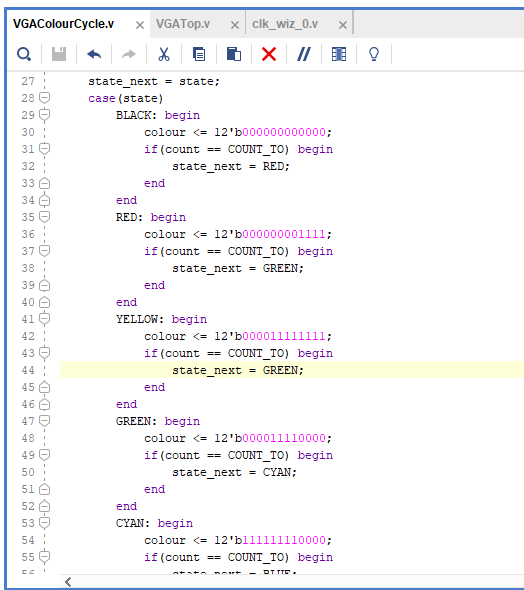 VGAColourCycle.v × VGATop.v × clk_wiz_0.v ×
27 state_next = state;
28 case(state)
29 BLACK: begin
30 colour <= 12'b000000000000;
31 if(count == COUNT_TO) begin
32 state_next = RED;
33 end
34 end
35 RED: begin
36 colour <= 12'b000000001111;
37 if(count == COUNT_TO) begin
38 state_next = GREEN;
39 end
40 end
41 YELLOW: begin
42 colour <= 12'b000011111111;
43 if(count == COUNT_TO) begin
44 state_next = GREEN;
45 end
46 end
47 GREEN: begin
48 colour <= 12'b000011110000;
49 if(count == COUNT_TO) begin
50 state_next = CYAN;
51 end
52 end
53 CYAN: begin
54 colour <= 12'b111111110000;
55 if(count == COUNT_TO) begin
56 state_next = BLUE;